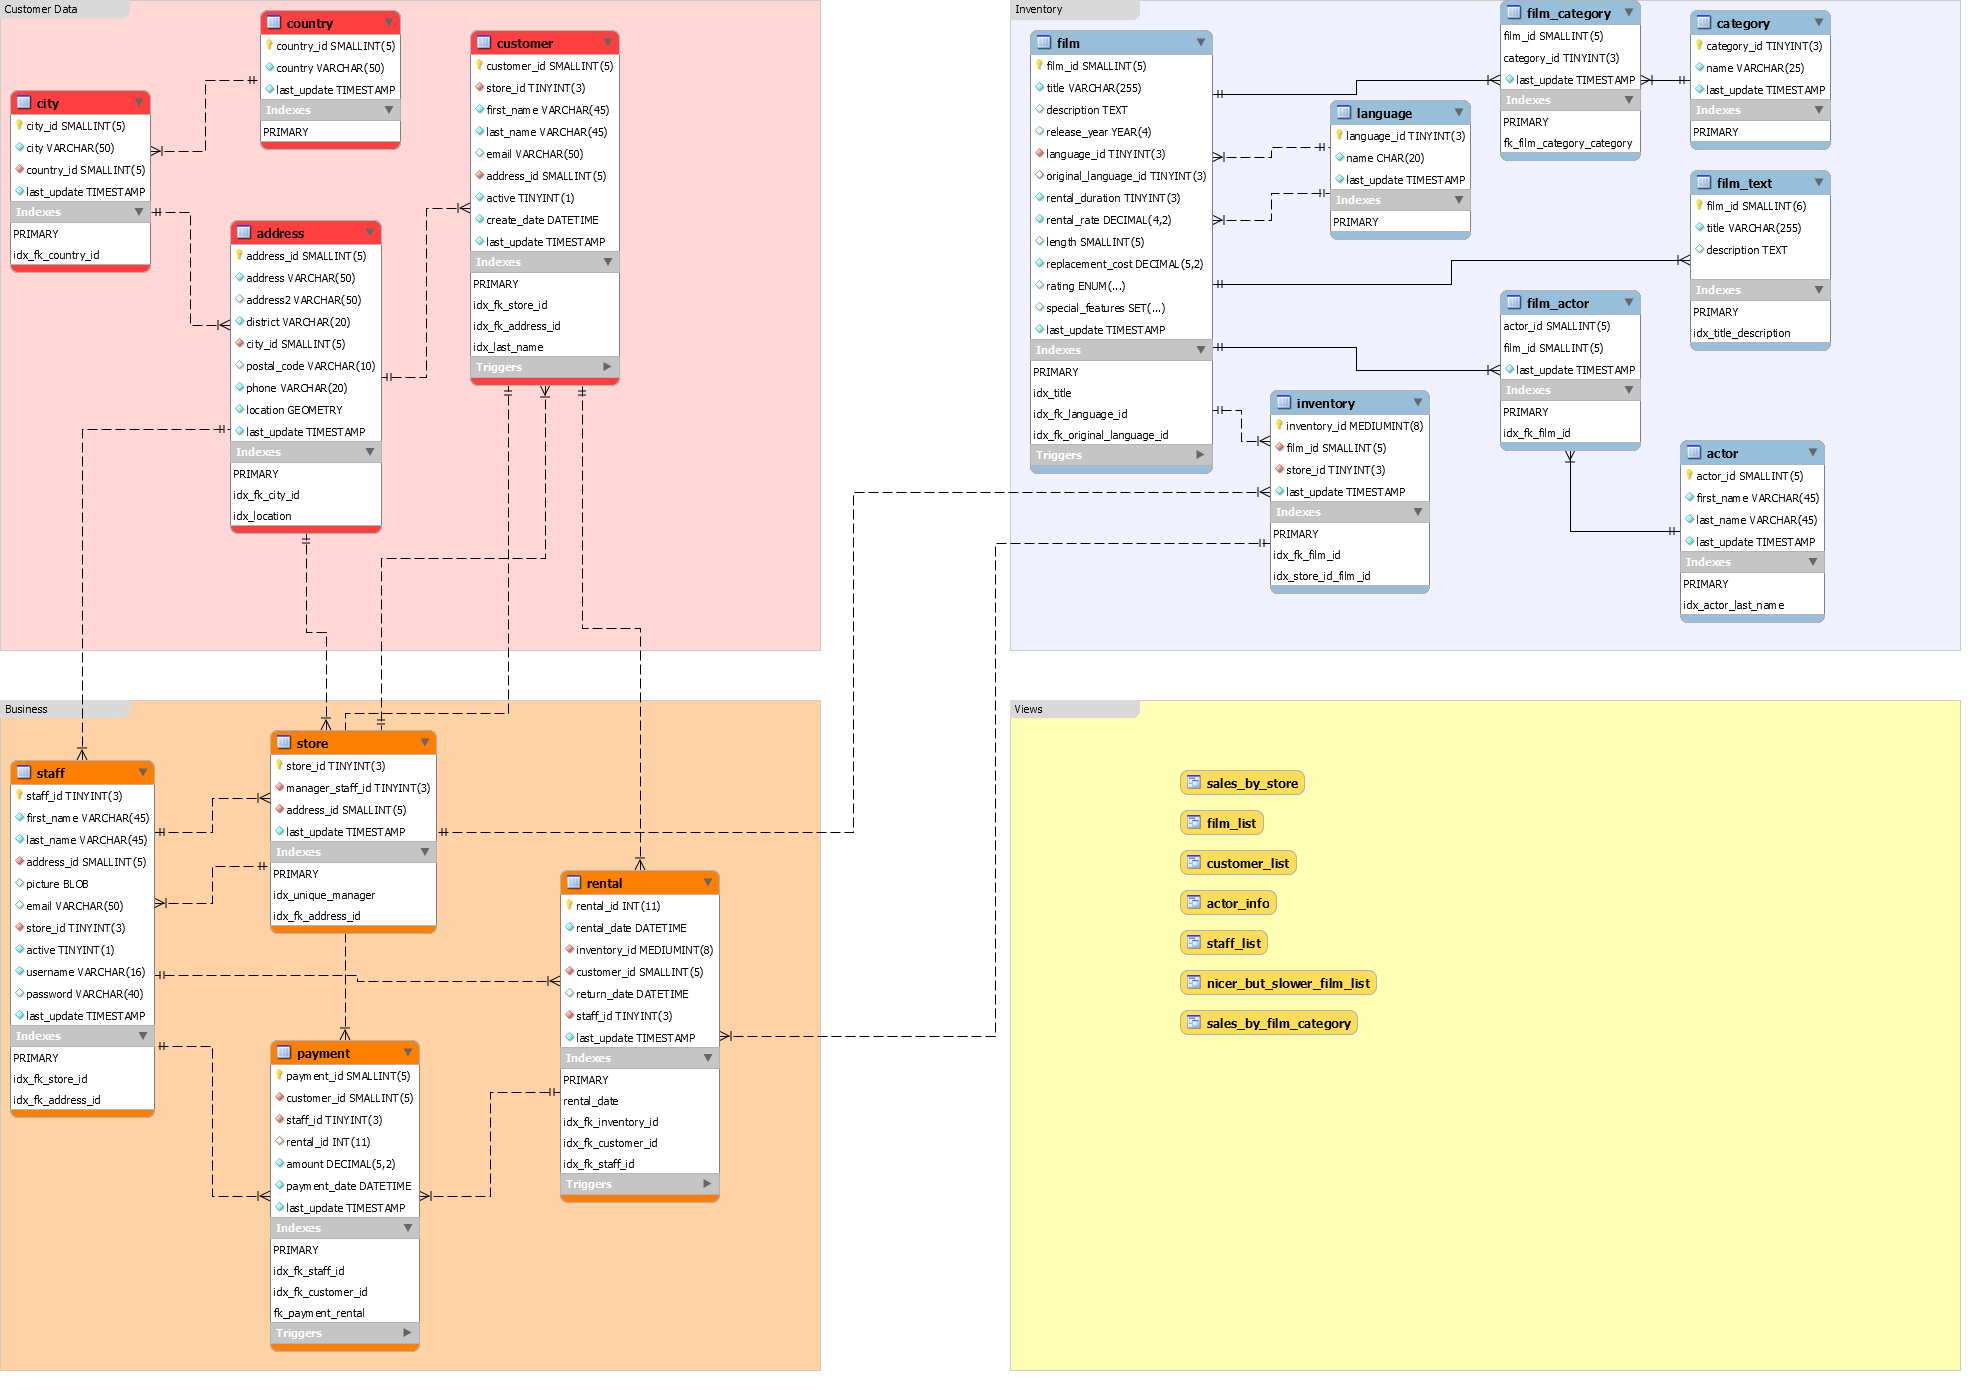 Customer Data
country
country_id SMALLINT(5)
country VARCHAR(50)
last_update TIMESTAMP
Indexes
PRIMARY
customer
customer_id SMALLINT(5)
store_id TINYINT(3)
first_name VARCHAR(45)
last_name VARCHAR(45)
email VARCHAR(50)
address_id SMALLINT(5)
active TINYINT(1)
create_date DATETIME
last_update TIMESTAMP
Indexes
PRIMARY
idx_fk_store_id
idx_fk_address_id
idx_last_name
Triggers
city
city_id SMALLINT(5)
city VARCHAR(50)
country_id SMALLINT(5)
last_update TIMESTAMP
Indexes
PRIMARY
idx_fk_country_id
address
address_id SMALLINT(5)
address VARCHAR(50)
address2 VARCHAR(50)
district VARCHAR(20)
city_id SMALLINT(5)
postal_code VARCHAR(10)
phone VARCHAR(20)
location GEOMETRY
last_update TIMESTAMP
Indexes
PRIMARY
idx_fk_city_id
idx_location
Inventory
film
film_id SMALLINT(5)
title VARCHAR(255)
description TEXT
release_year YEAR(4)
language_id TINYINT(3)
original_language_id TINYINT(3)
rental_duration TINYINT(3)
rental_rate DECIMAL(4,2)
length SMALLINT(5)
replacement_cost DECIMAL(5,2)
rating ENUM(...)
special_features SET(...)
last_update TIMESTAMP
Indexes
PRIMARY
idx_title
idx_fk_language_id
idx_fk_original_language_id
Triggers
film_category
film_id SMALLINT(5)
category_id TINYINT(3)
last_update TIMESTAMP
Indexes
PRIMARY
fk_film_category_category
category
category_id TINYINT(3)
name VARCHAR(25)
last_update TIMESTAMP
Indexes
PRIMARY
language
language_id TINYINT(3)
name CHAR(20)
last_update TIMESTAMP
Indexes
PRIMARY
film_text
film_id SMALLINT(6)
title VARCHAR(255)
description TEXT
Indexes
PRIMARY
idx_title_description
film_actor
actor_id SMALLINT(5)
film_id SMALLINT(5)
last_update TIMESTAMP
Indexes
PRIMARY
idx_fk_film_id
inventory
inventory_id MEDIUMINT(8)
film_id SMALLINT(5)
store_id TINYINT(3)
last_update TIMESTAMP
Indexes
PRIMARY
idx_fk_film_id
idx_store_id_film_id
actor
actor_id SMALLINT(5)
first_name VARCHAR(45)
last_name VARCHAR(45)
last_update TIMESTAMP
Indexes
PRIMARY
idx_actor_last_name
Business
staff
staff_id TINYINT(3)
first_name VARCHAR(45)
last_name VARCHAR(45)
address_id SMALLINT(5)
picture BLOB
email VARCHAR(50)
store_id TINYINT(3)
active TINYINT(1)
username VARCHAR(16)
password VARCHAR(40)
last_update TIMESTAMP
Indexes
PRIMARY
idx_fk_store_id
idx_fk_address_id
store
store_id TINYINT(3)
manager_staff_id TINYINT(3)
address_id SMALLINT(5)
last_update TIMESTAMP
Indexes
PRIMARY
idx_unique_manager
idx_fk_address_id
rental
rental_id INT(11)
rental_date DATETIME
inventory_id MEDIUMINT(8)
customer_id SMALLINT(5)
return_date DATETIME
staff_id TINYINT(3)
last_update TIMESTAMP
Indexes
PRIMARY
rental_date
idx_fk_inventory_id
idx_fk_customer_id
idx_fk_staff_id
Triggers
payment
payment_id SMALLINT(5)
customer_id SMALLINT(5)
staff_id TINYINT(3)
rental_id INT(11)
amount DECIMAL(5,2)
payment_date DATETIME
last_update TIMESTAMP
Indexes
PRIMARY
idx_fk_staff_id
idx_fk_customer_id
fk_payment_rental
Triggers
Views
sales_by_store
film_list
customer_list
actor_info
staff_list
nicer_but_slower_film_list
sales_by_film_category